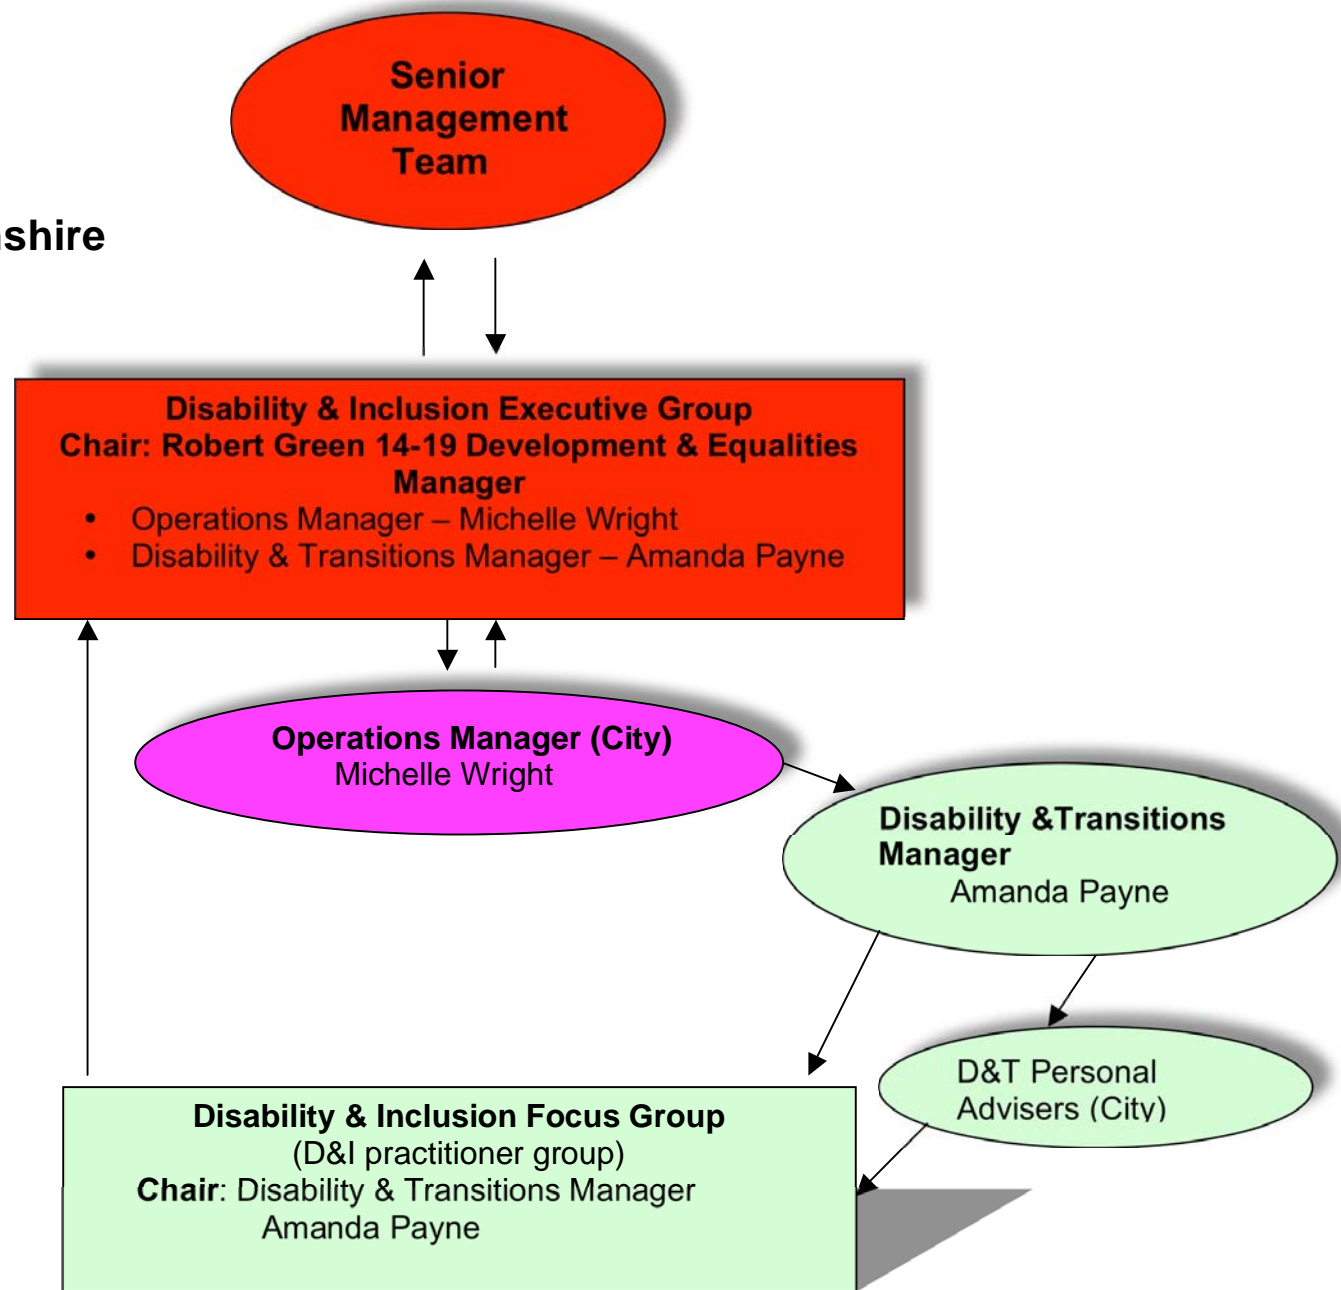 Senior
Management
Team
shire
Disability & Inclusion Executive Group
Chair: Robert Green 14-19 Development & Equalities
Manager
• Operations Manager – Michelle Wright
• Disability & Transitions Manager – Amanda Payne
Operations Manager (City)
Michelle Wright
Disability &Transitions
Manager
Amanda Payne
D&T Personal
Advisers (City)
Disability & Inclusion Focus Group
(D&I practitioner group)
Chair: Disability & Transitions Manager
Amanda Payne